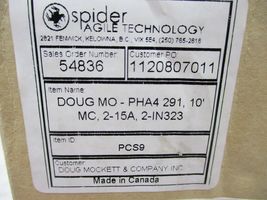 spider
AGILE TECHNOLOGY
2821 FENWICK, KELOWNA, B.C., V1X 5E4, (250) 765-2816
Sales Order Number: Customer PO:
54836 1120807011
Item Name
DOUG MO - PHA4 291, 10'
MC, 2-15A, 2-IN323
Item ID
PCS9
Customer
DOUG MOCKETT & COMPANY INC
Made in Canada